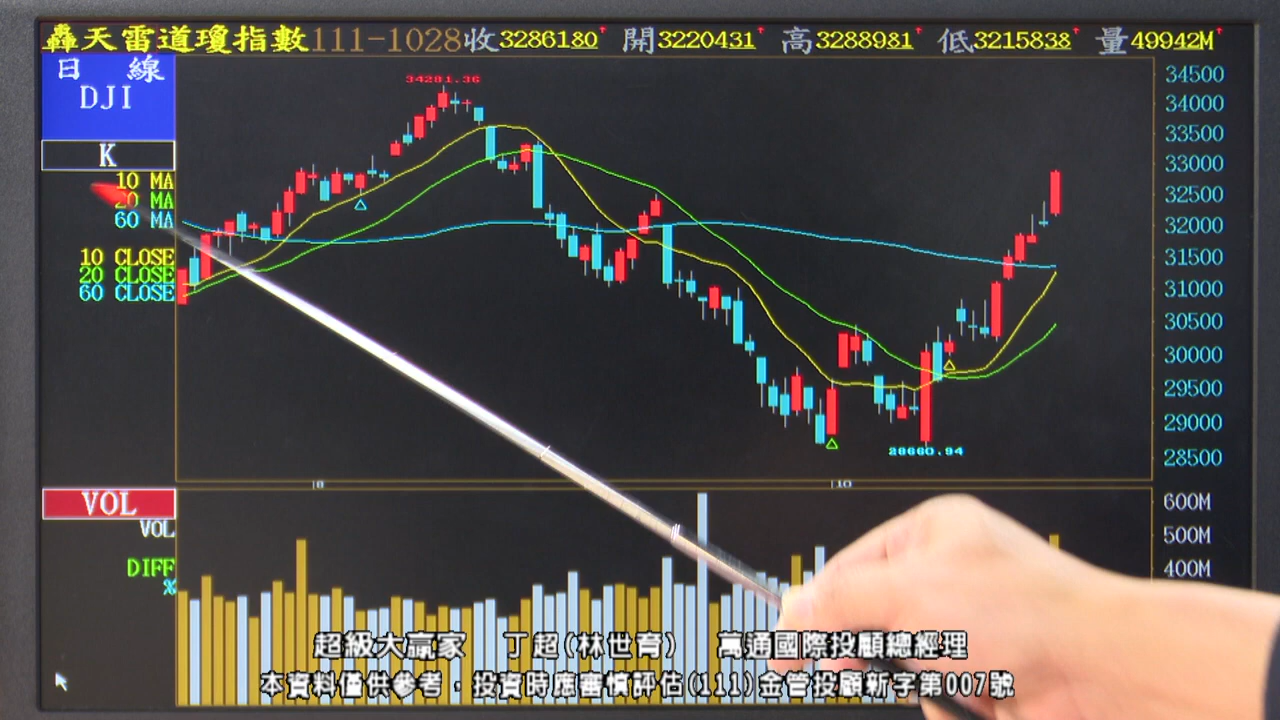 轟天雷道瓊指數111-1028收3286180 開3220431 高3288981 低3215838 量49942M
日 線
DJI
K
10 MA
20 MA
60 MA
10 CLOSE
20 CLOSE
60 CLOSE
34281.36
28660.94
34500
34000
33500
33000
32500
32000
31500
31000
30500
30000
29500
29000
28500
8
10
VOL
VOL
DIFF
%
600M
500M
400M
超級大贏家 丁超(林世育) 萬通國際投顧總經理
本資料僅供參考．投資時應審慎評估(111)金管投顧新字第007號